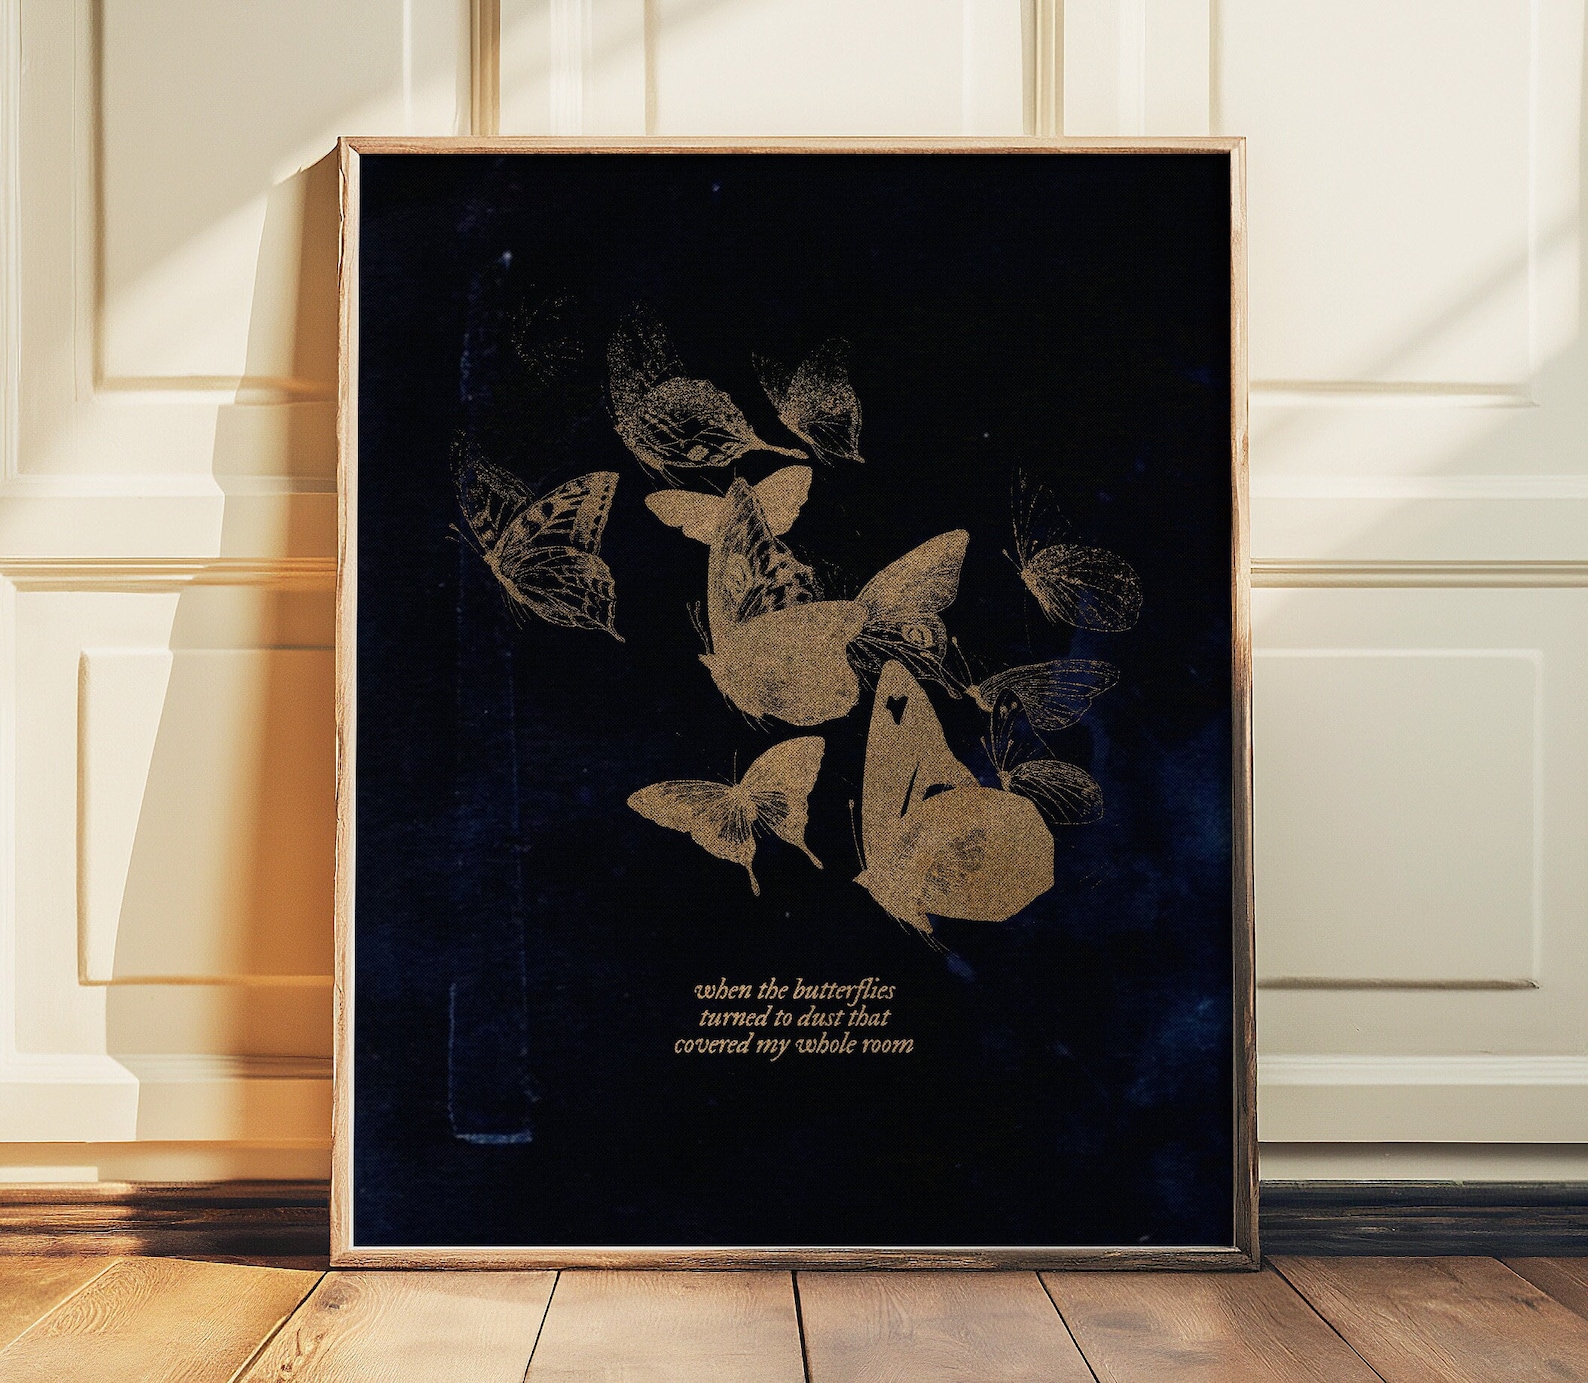 when the butterflies
turned to dust that
covered my whole room